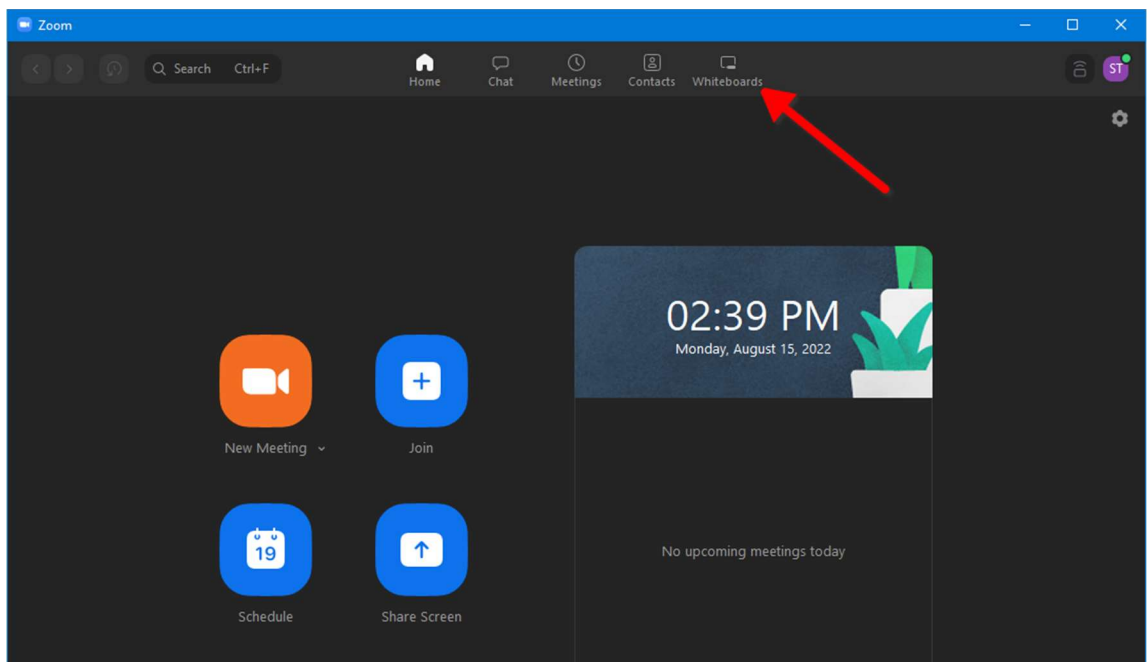 Zoom
Search Ctrl+F
Home Chat Meetings Contacts Whiteboards
ST
02:39 PM
Monday, August 15, 2022
New Meeting
Join
19
Schedule
Share Screen
No upcoming meetings today